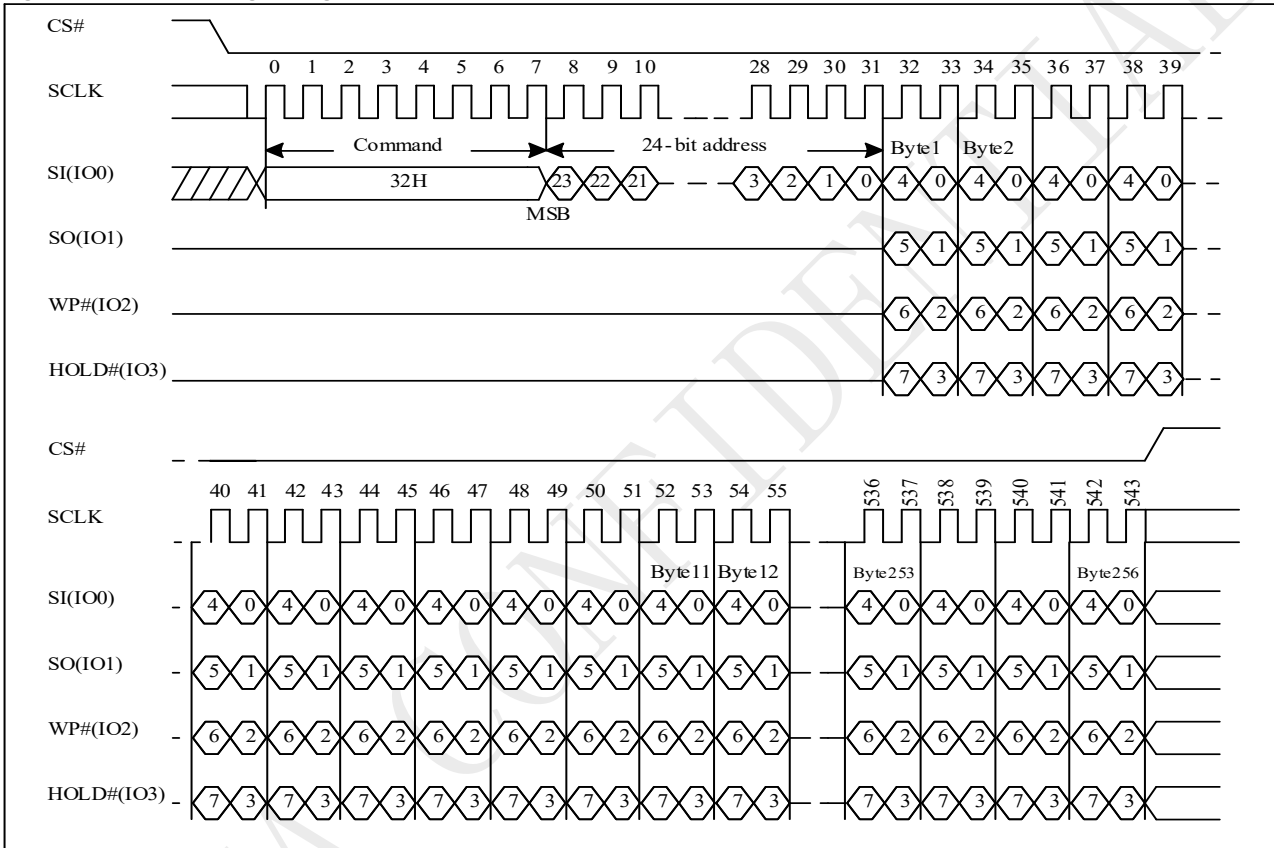 CS#
0 1 2 3 4 5 6 7 8 9 10 28 29 30 31 32 33 34 35 36 37 38 39
SCLK
Command 24-bit address Byte1 Byte2
SI(IO0) 32H 23 22 21 3 2 1 0 4 0 4 0 4 0 4 0
MSB
SO(IO1) 5 1 5 1 5 1 5 1
WP#(IO2) 6 2 6 2 6 2 6 2
HOLD#(IO3) 7 3 7 3 7 3 7 3
CS#
40 41 42 43 44 45 46 47 48 49 50 51 52 53 54 55 536 537 538 539 540 541 542 543
SCLK
Byte11 Byte12 Byte253 Byte256
SI(IO0) 4 0 4 0 4 0 4 0 4 0 4 0 4 0 4 0 4 0 4 0 4 0 4 0
SO(IO1) 5 1 5 1 5 1 5 1 5 1 5 1 5 1 5 1 5 1 5 1 5 1 5 1
WP#(IO2) 6 2 6 2 6 2 6 2 6 2 6 2 6 2 6 2 6 2 6 2 6 2 6 2
HOLD#(IO3) 7 3 7 3 7 3 7 3 7 3 7 3 7 3 7 3 7 3 7 3 7 3 7 3
CONFIDENTIAL